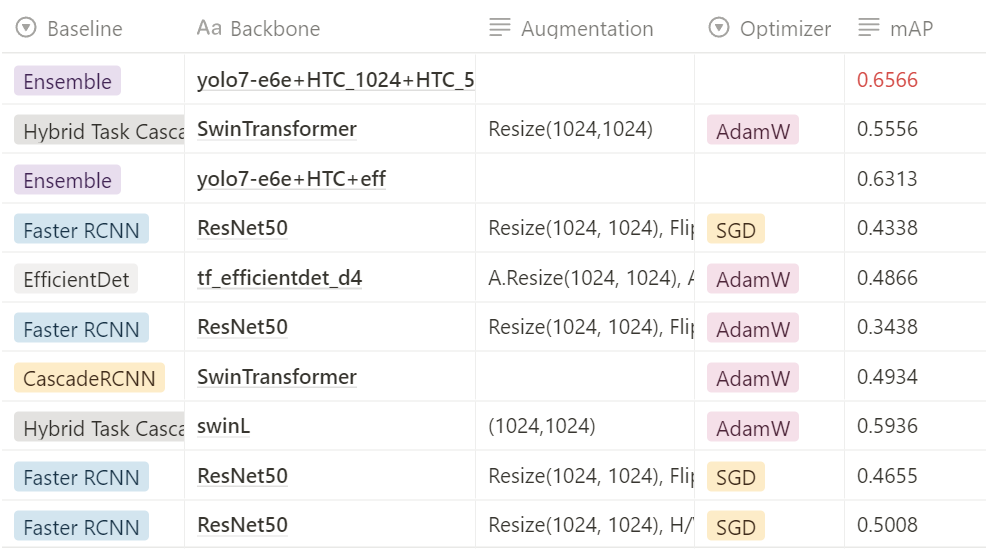 Baseline Aa Backbone Augmentation Optimizer mAP
Ensemble yolo7-e6e+HTC_1024+HTC_5 0.6566
Hybrid Task Casca SwinTransformer Resize(1024,1024) AdamW 0.5556
Ensemble yolo7-e6e+HTC+eff 0.6313
Faster RCNN ResNet50 Resize(1024, 1024), Flip SGD 0.4338
EfficientDet tf_efficientdet_d4 A.Resize(1024, 1024), A AdamW 0.4866
Faster RCNN ResNet50 Resize(1024, 1024), Flip AdamW 0.3438
CascadeRCNN SwinTransformer AdamW 0.4934
Hybrid Task Casca swinL (1024,1024) AdamW 0.5936
Faster RCNN ResNet50 Resize(1024, 1024), Flip SGD 0.4655
Faster RCNN ResNet50 Resize(1024, 1024), H/ SGD 0.5008